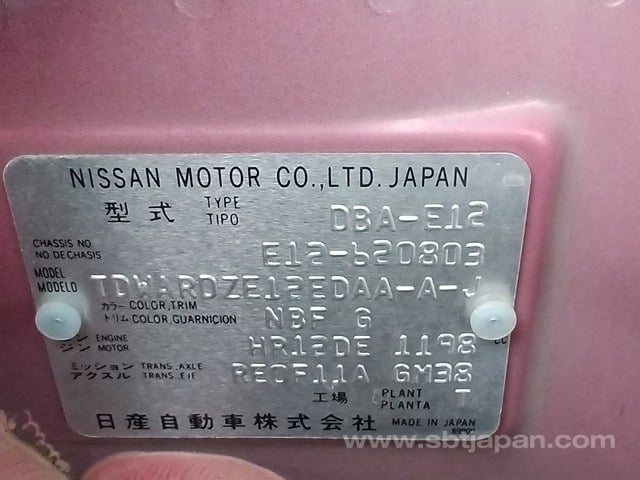 NISSAN MOTOR CO.,LTD. JAPAN
型式 TYPE TIPO DBA-E12
CHASSIS NO. NO.DECHASIS E12-620803
MODEL MODELO TDWARDZE12EDAA-A-J
カラー COLOR,TRIM
トリム COLOR,GUARNICION NBF G
ジン ENGINE MOTOR HR12DE 1198 CC
ミッション TRANS.AXLE
アクスル TRANS.EJE RE0F11A GM38
工場 PLANT PLANTA T
日産自動車株式会社 MADE IN JAPAN
www.sbtjapan.com